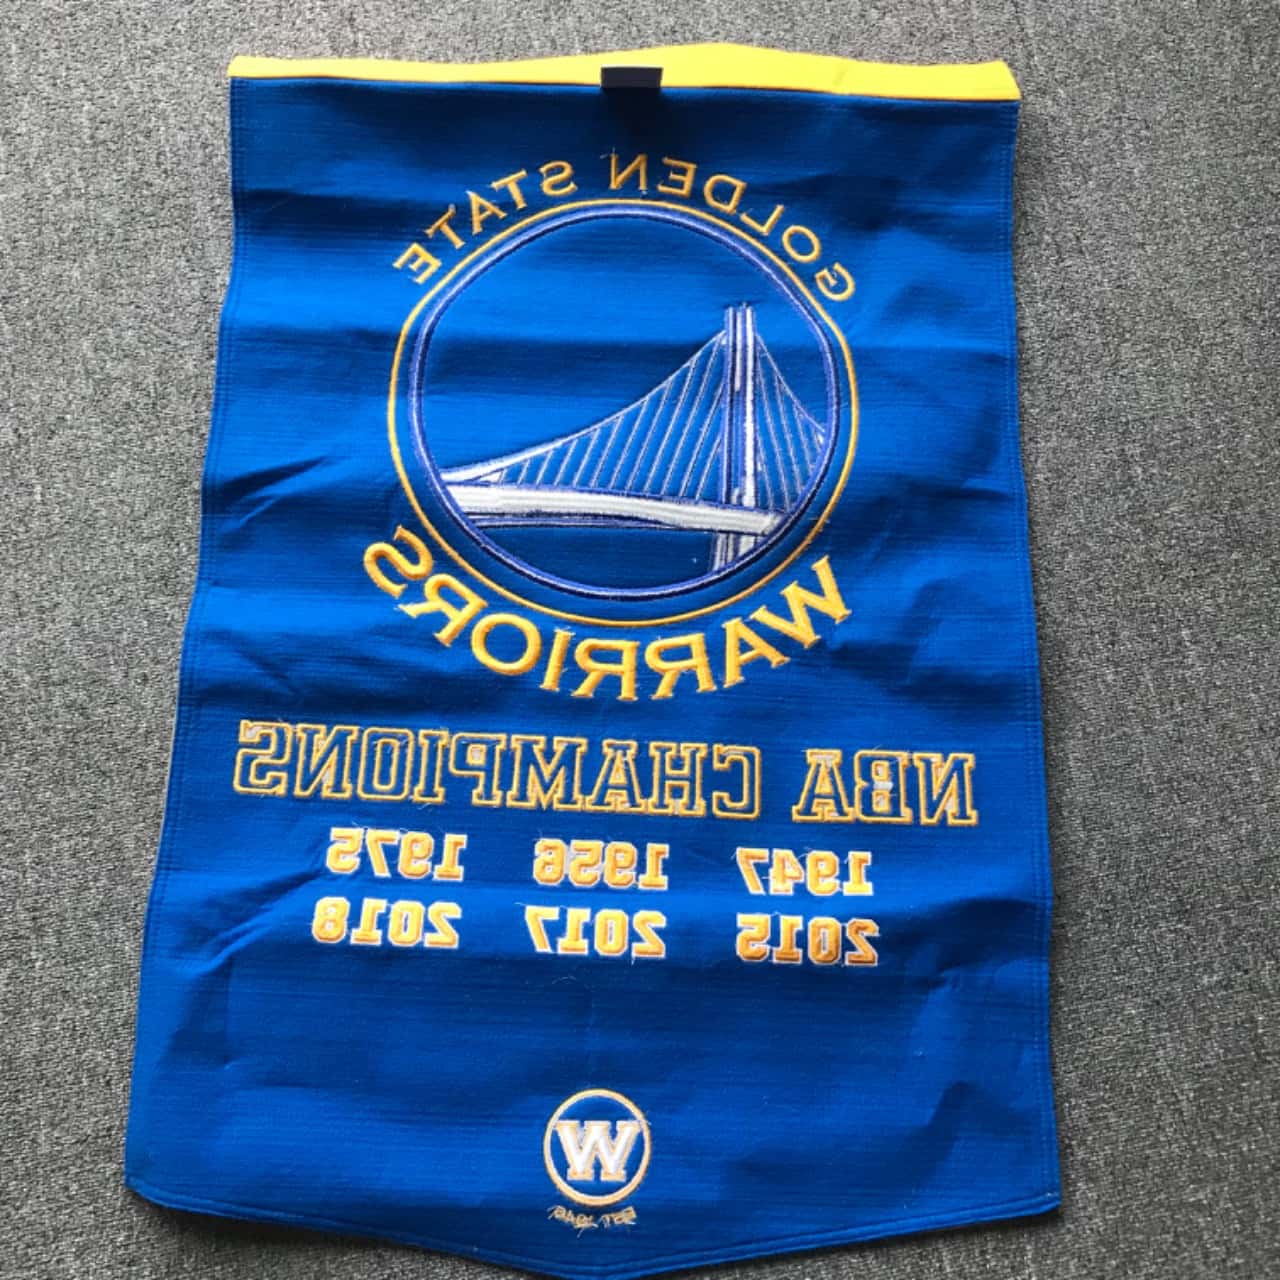 GOLDEN STATE
WARRIORS
NBA CHAMPIONS
1947 1956 1975
2015 2017 2018
W